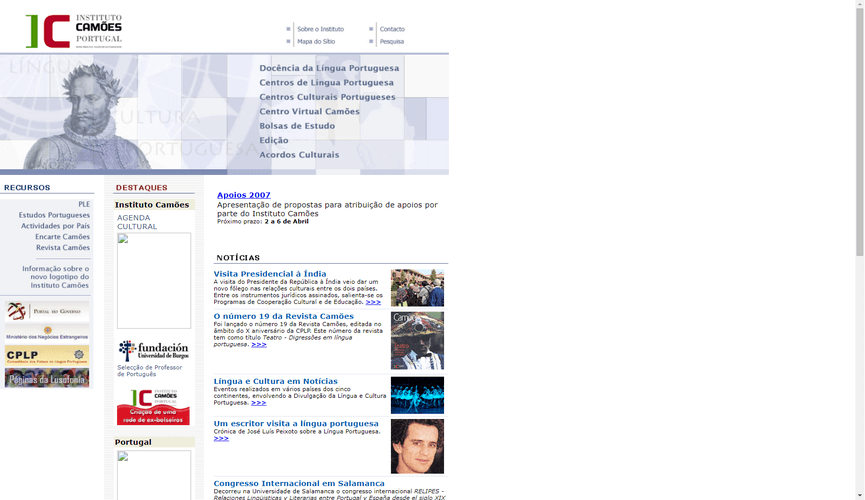 INSTITUTO
CAMÕES
PORTUGAL
Sobre o Instituto
Contacto
Mapa do Sítio
Pesquisa
LÍNGUA
CULTURA
PORTUGUESA
Docência da Língua Portuguesa
Centros de Língua Portuguesa
Centros Culturais Portugueses
Centro Virtual Camões
Bolsas de Estudo
Edição
Acordos Culturais
RECURSOS
PLE
Estudos Portugueses
Actividades por País
Encarte Camões
Revista Camões
Informação sobre o
novo logotipo do
Instituto Camões
PORTAL DO GOVERNO
Ministério dos Negócios Estrangeiros
CPLP
Comunidade dos Países de Língua Portuguesa
Páginas da Lusofonia
DESTAQUES
Instituto Camões
AGENDA
CULTURAL
fundación
Universidad de Burgos
Selecção de Professor
de Português
INSTITUTO
CAMÕES
PORTUGAL
Criação de uma
rede de ex-bolseiros
Portugal
Apoios 2007
Apresentação de propostas para atribuição de apoios por
parte do Instituto Camões
Próximo prazo: 2 a 6 de Abril
NOTÍCIAS
Visita Presidencial à Índia
A visita do Presidente da República à Índia veio dar um
novo fôlego nas relações culturais entre os dois países.
Entre os instrumentos jurídicos assinados, salienta-se os
Programas de Cooperação Cultural e de Educação. >>>
O número 19 da Revista Camões
Foi lançado o número 19 da Revista Camões, editada no
âmbito do X aniversário da CPLP. Este número da revista
tem como título Teatro - Digressões em língua
portuguesa. >>>
Camões
Língua e Cultura em Notícias
Eventos realizados em vários países dos cinco
continentes, envolvendo a Divulgação da Língua e Cultura
Portuguesa. >>>
Um escritor visita a língua portuguesa
Crónica de José Luís Peixoto sobre a Língua Portuguesa.
>>>
Congresso Internacional em Salamanca
Decorreu na Universidade de Salamanca o congresso internacional RELIPES -
Relaciones Lingüísticas y Literarias entre Portugal y España desde el siglo XIX